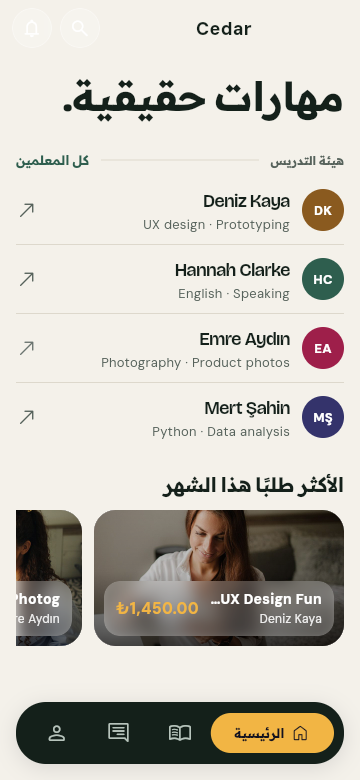 Cedar
مهارات حقيقية.
هيئة التدريس
كل المعلمين
DK
Deniz Kaya
UX design · Prototyping
HC
Hannah Clarke
English · Speaking
EA
Emre Aydın
Photography · Product photos
MŞ
Mert Şahin
Python · Data analysis
الأكثر طلبًا هذا الشهر
UX Design Fun...
₺1,450.00
Deniz Kaya
Photog
re Aydın
الرئيسية